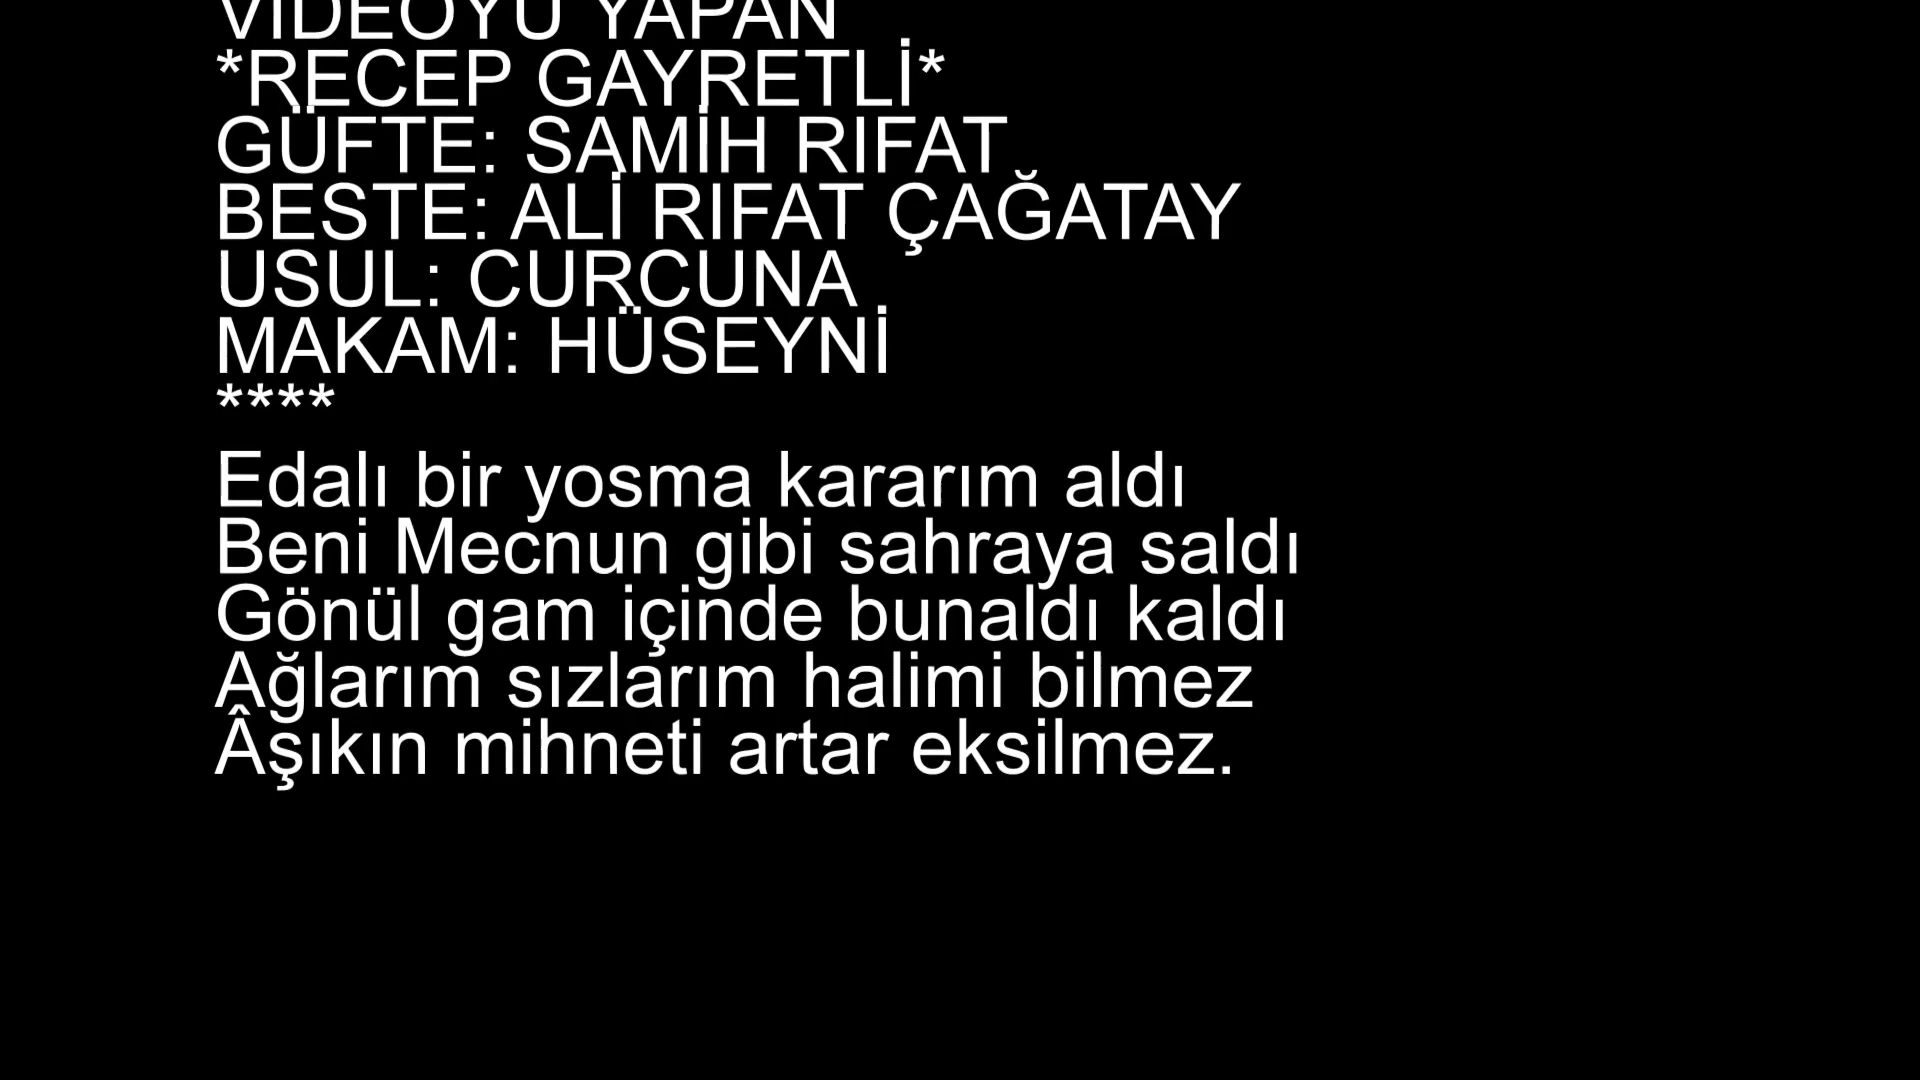 VİDEOYU YAPAN
*RECEP GAYRETLİ*
GÜFTE: SAMİH RIFAT
BESTE: ALİ RIFAT ÇAĞATAY
USUL: CURCUNA
MAKAM: HÜSEYNİ
****
Edalı bir yosma kararım aldı
Beni Mecnun gibi sahraya saldı
Gönül gam içinde bunaldı kaldı
Ağlarım sızlarım halimi bilmez
Âşıkın mihneti artar eksilmez.